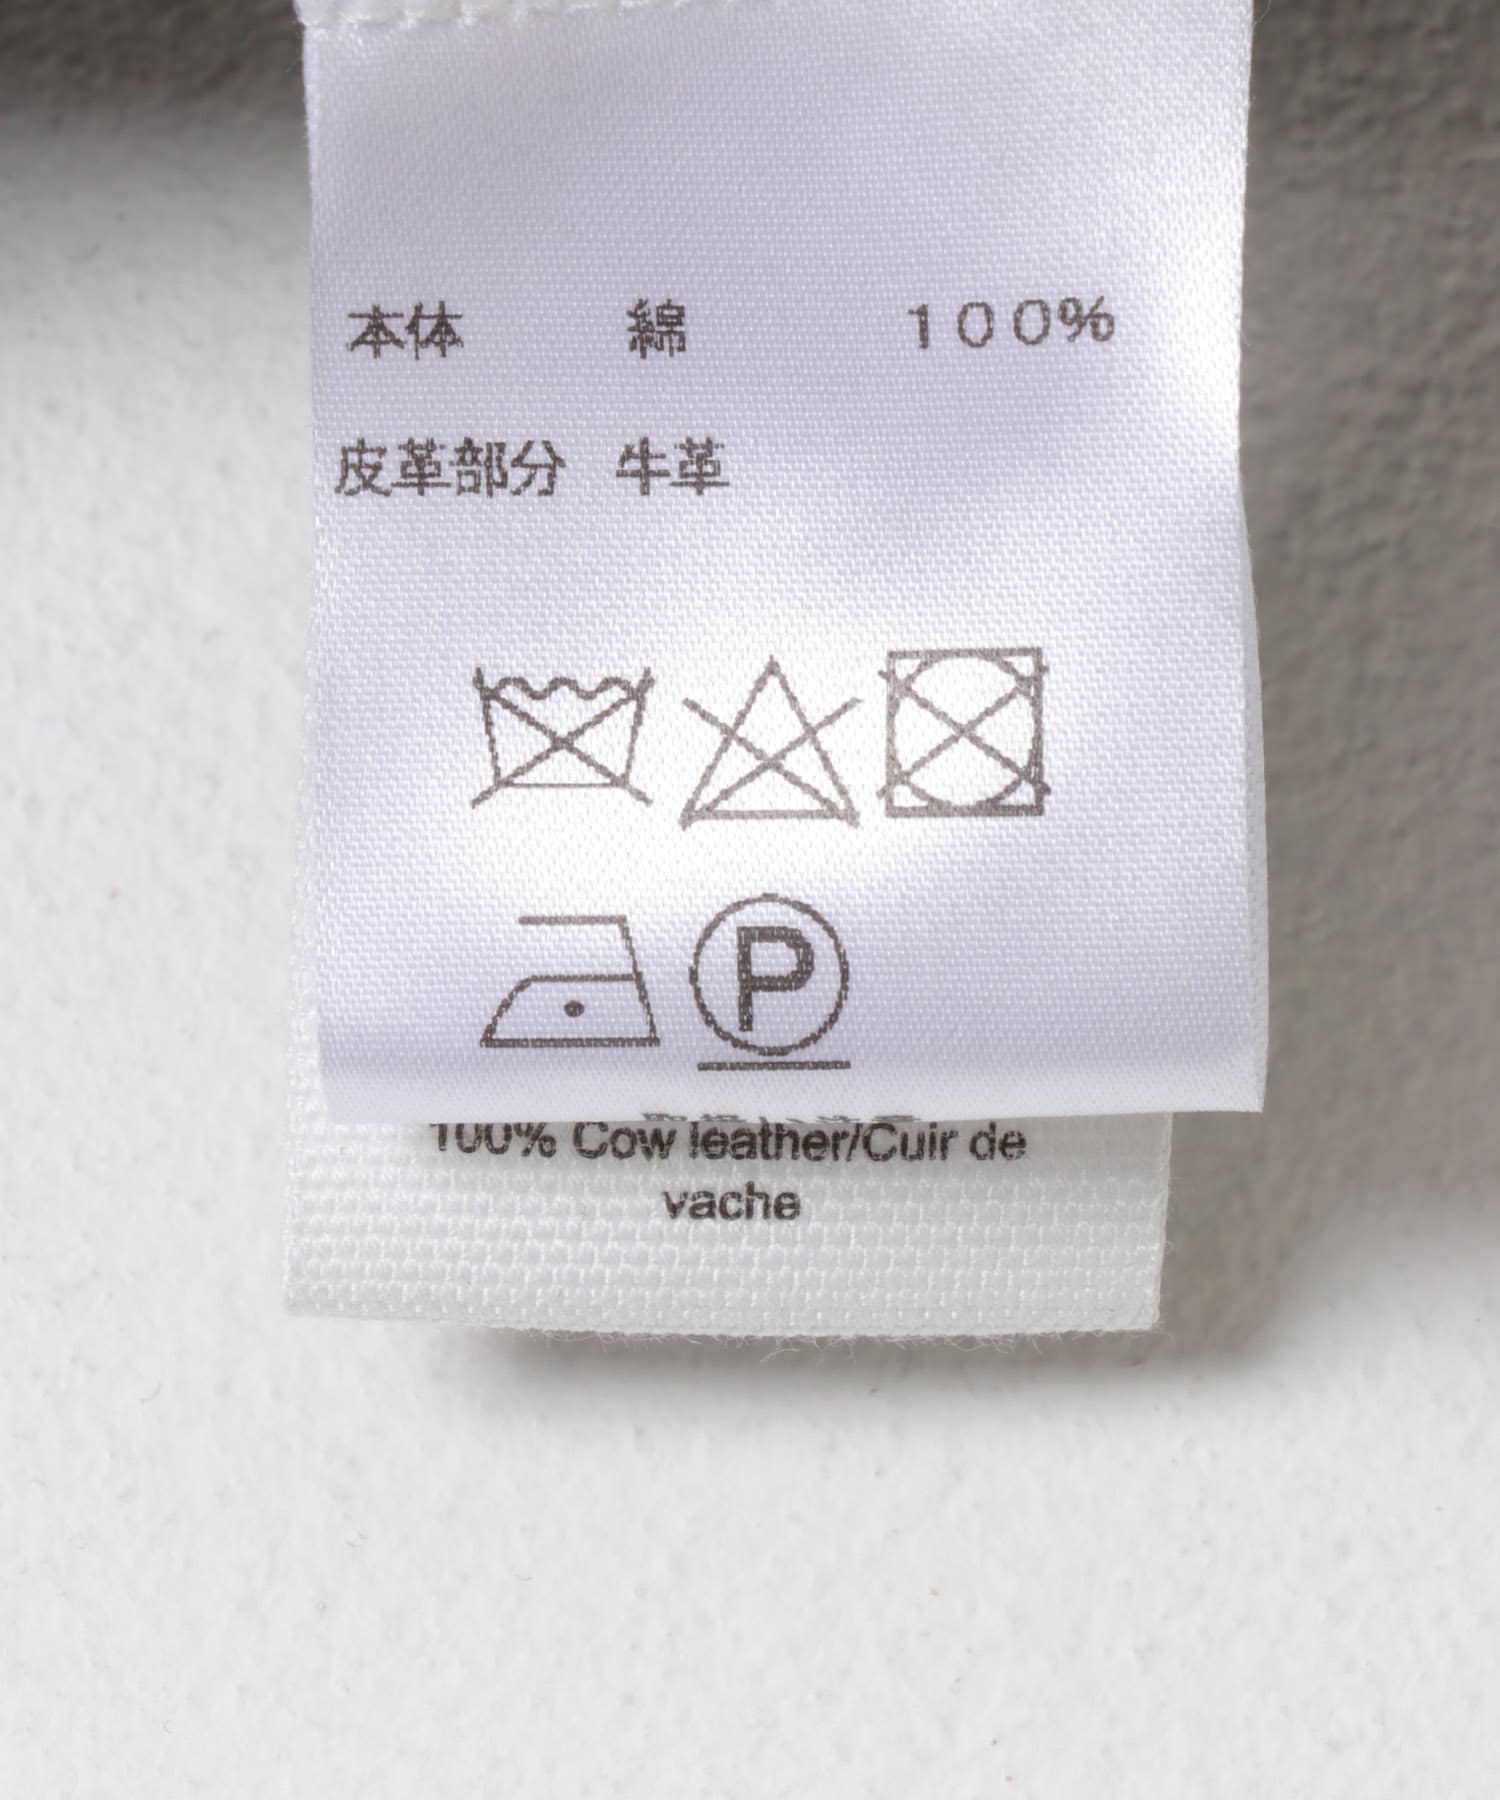 本体 綿 100%
皮革部分 牛革
P
100% Cow leather/Cuir de
vache